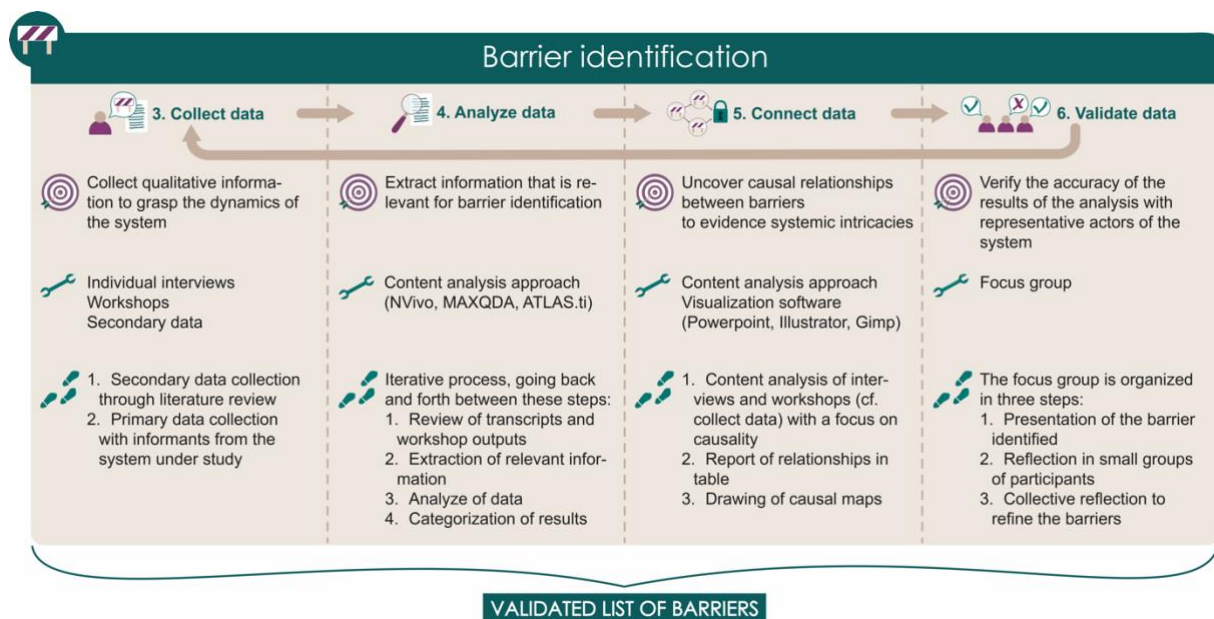 Barrier identification
3. Collect data
4. Analyze data
5. Connect data
6. Validate data
Collect qualitative informa-
tion to grasp the dynamics of
the system
Extract information that is re-
levant for barrier identification
Uncover causal relationships
between barriers
to evidence systemic intricacies
Verify the accuracy of the
results of the analysis with
representative actors of the
system
Individual interviews
Workshops
Secondary data
Content analysis approach
(NVivo, MAXQDA, ATLAS.ti)
Content analysis approach
Visualization software
(Powerpoint, Illustrator, Gimp)
Focus group
1. Secondary data collection
through literature review
2. Primary data collection
with informants from the
system under study
Iterative process, going back
and forth between these steps:
1. Review of transcripts and
workshop outputs
2. Extraction of relevant infor-
mation
3. Analyze of data
4. Categorization of results
1. Content analysis of inter-
views and workshops (cf.
collect data) with a focus on
causality
2. Report of relationships in
table
3. Drawing of causal maps
The focus group is organized
in three steps:
1. Presentation of the barrier
identified
2. Reflection in small groups
of participants
3. Collective reflection to
refine the barriers
VALIDATED LIST OF BARRIERS